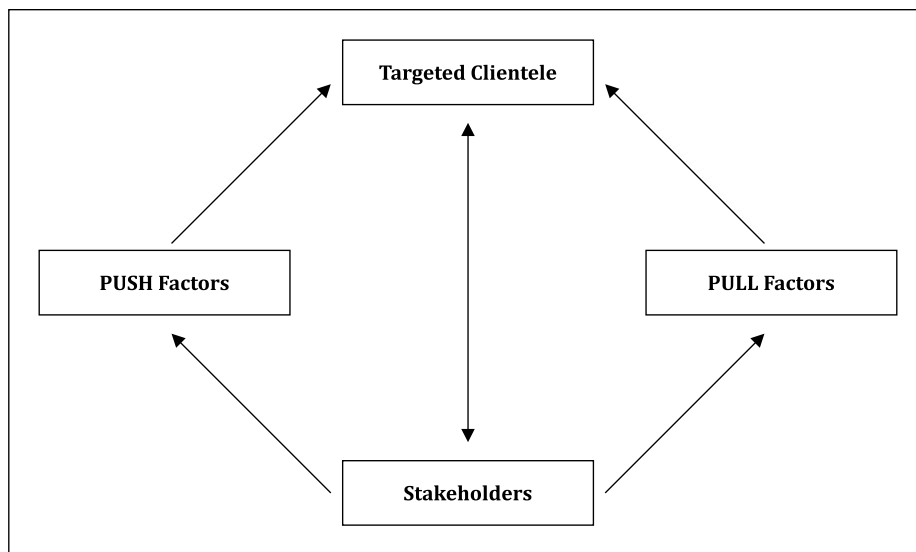 Targeted Clientele
PUSH Factors
PULL Factors
Stakeholders